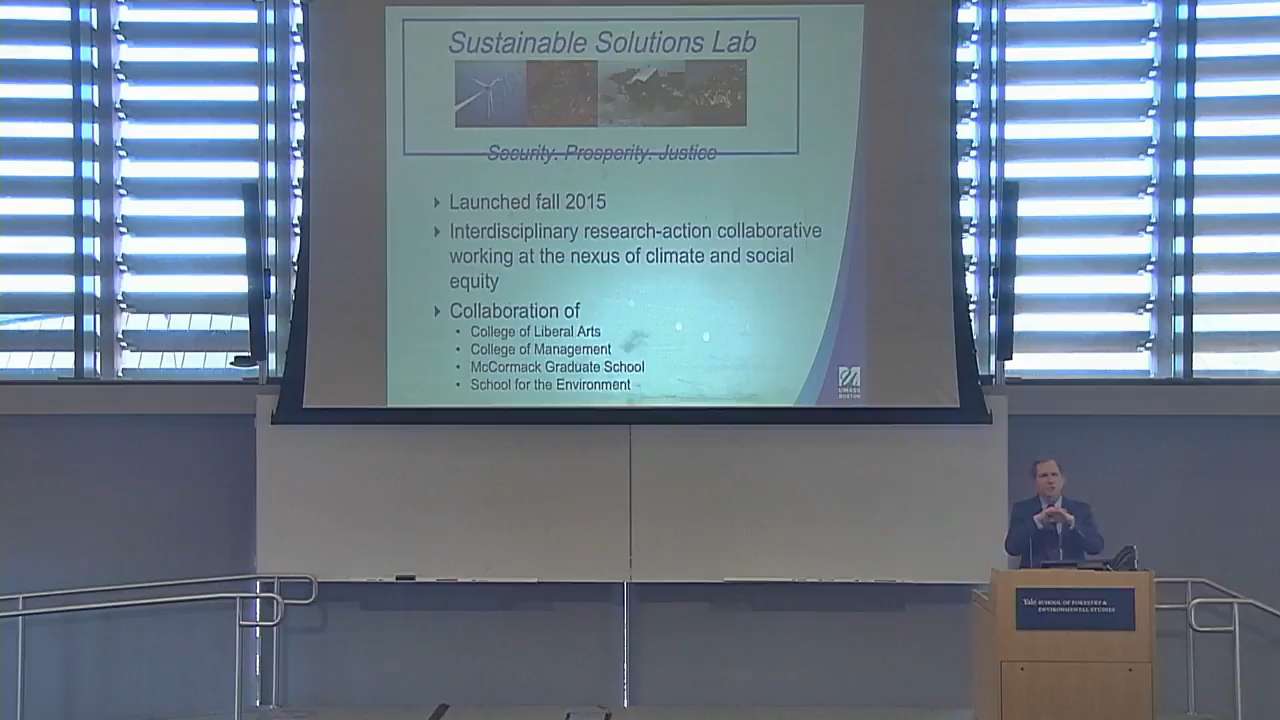 Sustainable Solutions Lab
Security. Prosperity. Justice
Launched fall 2015
Interdisciplinary research-action collaborative
working at the nexus of climate and social
equity
Collaboration of
• College of Liberal Arts
• College of Management
• McCormack Graduate School
• School for the Environment
UMASS
BOSTON
Yale SCHOOL OF FORESTRY &
ENVIRONMENTAL STUDIES